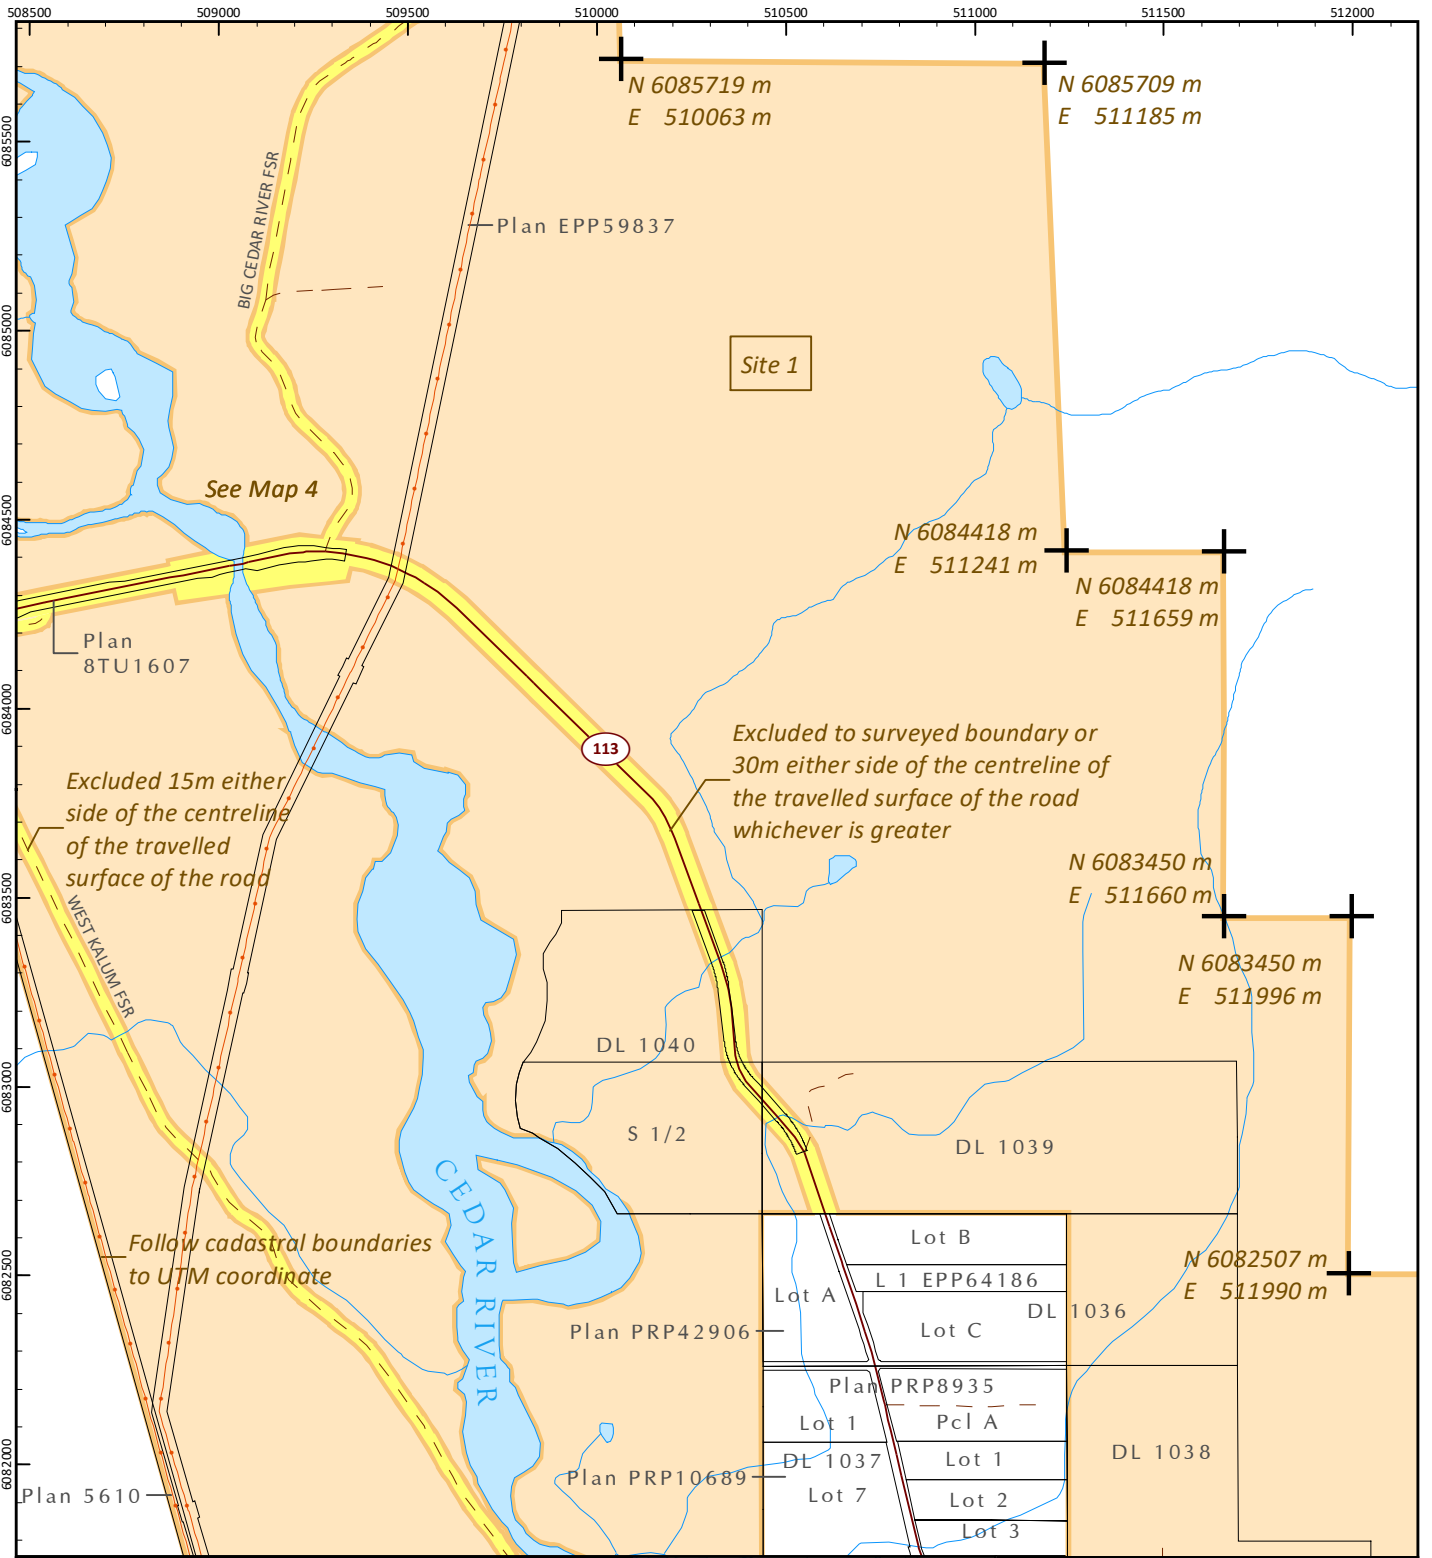 508500 509000 509500 510000 510500 511000 511500 512000
6085500
6085000
6084500
6084000
6083500
6083000
6082500
6082000
N 6085719 m
E 510063 m
N 6085709 m
E 511185 m
BIG CEDAR RIVER FSR
Plan EPP59837
Site 1
See Map 4
N 6084418 m
E 511241 m
N 6084418 m
E 511659 m
Plan
8TU1607
113
Excluded to surveyed boundary or
30m either side of the centreline of
the travelled surface of the road
whichever is greater
Excluded 15m either
side of the centreline
of the travelled
surface of the road
WEST KALUM FSR
N 6083450 m
E 511660 m
N 6083450 m
E 511996 m
DL 1040
S 1/2
DL 1039
CEDAR RIVER
Follow cadastral boundaries
to UTM coordinate
N 6082507 m
E 511990 m
Lot B
L 1 EPP64186
Lot A
DL 1036
Lot C
Plan PRP42906
Plan PRP8935
Lot 1
Pcl A
DL 1037
Lot 1
DL 1038
Plan PRP10689
Lot 7
Lot 2
Lot 3
Plan 5610